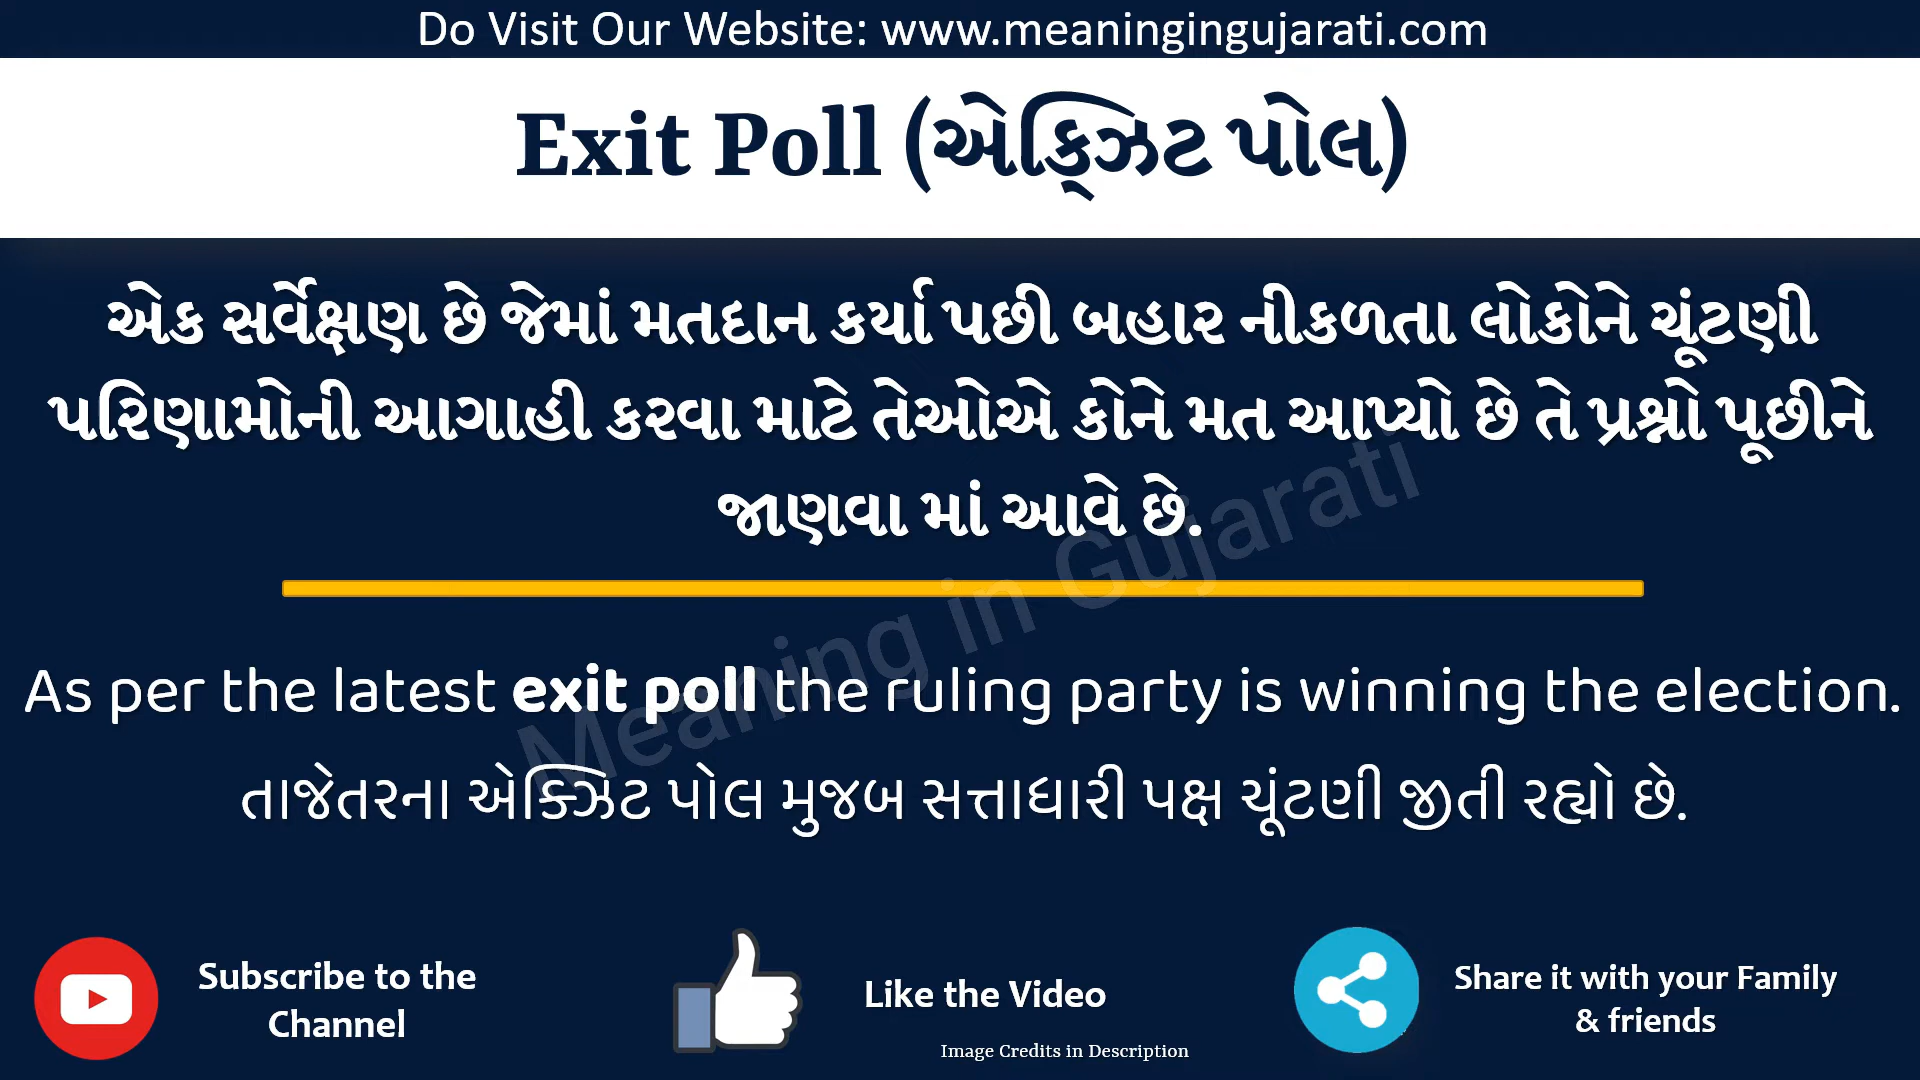 Do Visit Our Website: www.meaningingujarati.com
Exit Poll (એક્ઝિટ પોલ)
એક સર્વેક્ષણ છે જેમાં મતદાન કર્યા પછી બહાર નીકળતા લોકોને ચૂંટણી
પરિણામોની આગાહી કરવા માટે તેઓએ કોને મત આપ્યો છે તે પ્રશ્નો પૂછીને
જાણવા માં આવે છે.
Meaning in Gujarati
As per the latest exit poll the ruling party is winning the election.
તાજેતરના એક્ઝિટ પોલ મુજબ સત્તાધારી પક્ષ ચૂંટણી જીતી રહ્યો છે.
Subscribe to the
Channel
Like the Video
Share it with your Family
& friends
Image Credits in Description